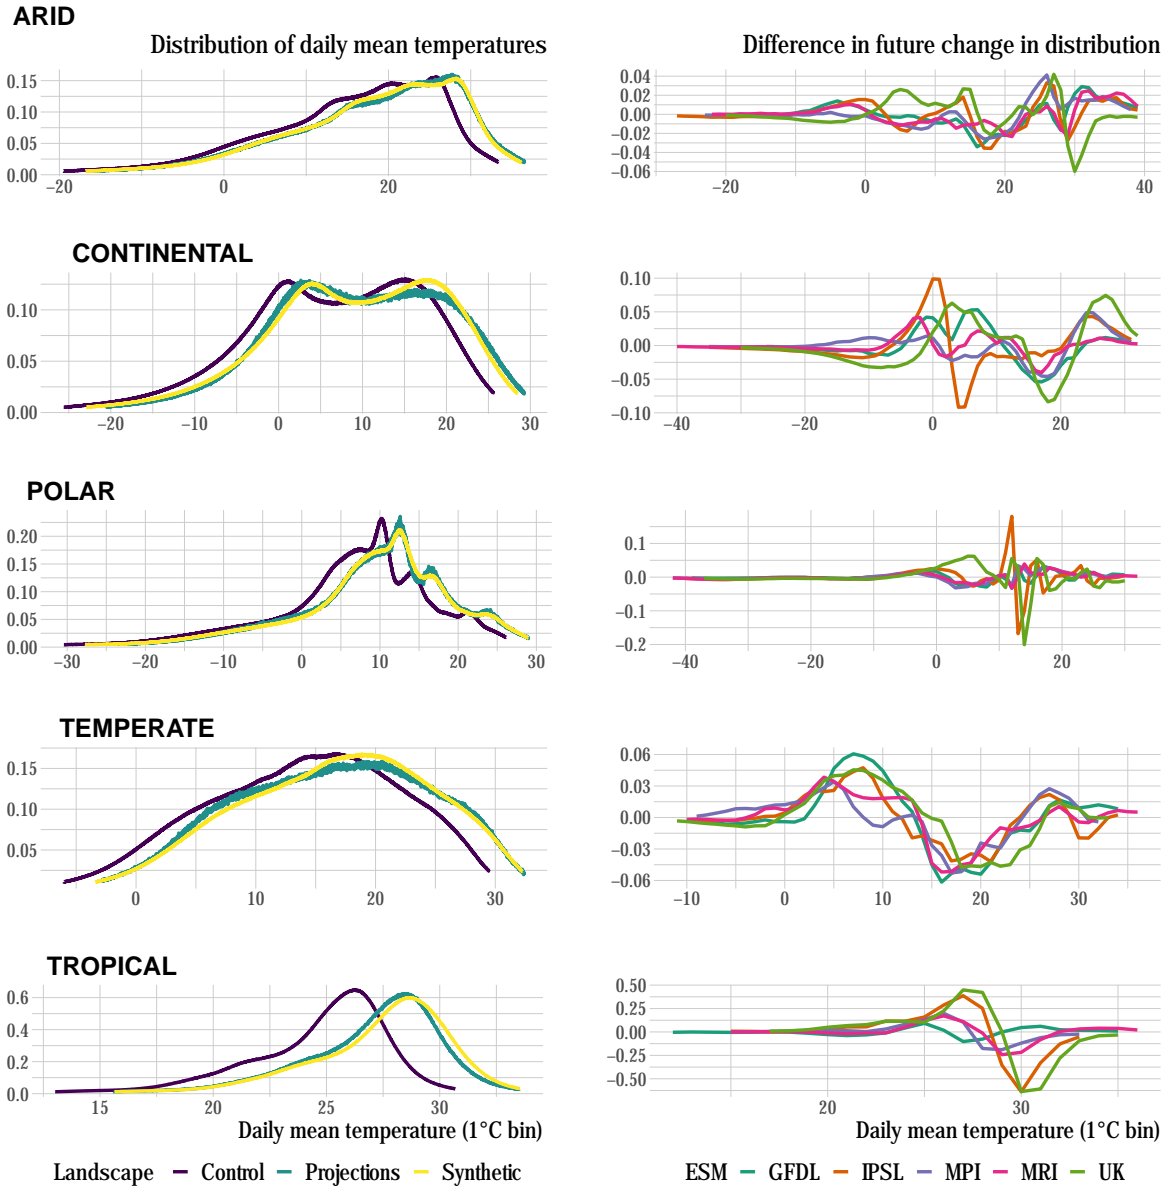 ARID
Distribution of daily mean temperatures
Difference in future change in distribution
0.15
0.10
0.05
0.00
−20 0 20
0.04
0.02
0.00
−0.02
−0.04
−0.06
−20 0 20 40
CONTINENTAL
0.10
0.05
0.00
−20 −10 0 10 20 30
0.10
0.05
0.00
−0.05
−0.10
−40 −20 0 20
POLAR
0.20
0.15
0.10
0.05
0.00
−30 −20 −10 0 10 20 30
0.1
0.0
−0.1
−0.2
−40 0 20
TEMPERATE
0.15
0.10
0.05
0 10 20 30
0.06
0.03
0.00
−0.03
−0.06
−10 0 10 20 30
TROPICAL
0.6
0.4
0.2
0.0
15 20 25 30
Daily mean temperature (1°C bin)
0.50
0.25
0.00
−0.25
−0.50
20 30
Daily mean temperature (1°C bin)
Landscape Control Projections Synthetic
ESM GFDL IPSL MPI MRI UK